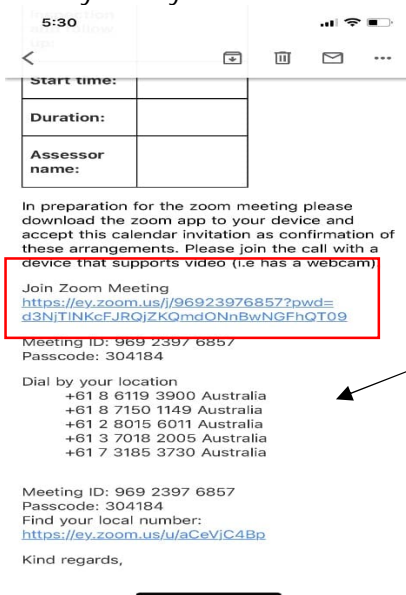 5:30
Start time:
Duration:
Assessor
name:
In preparation for the zoom meeting please
download the zoom app to your device and
accept this calendar invitation as confirmation of
these arrangements. Please join the call with a
device that supports video (i.e has a webcam)
Join Zoom Meeting
https://ey.zoom.us/j/96923976857?pwd=
d3NjTlNKcFJRQjZKQmdONnBwNGFhQT09
Meeting ID: 969 2397 6857
Passcode: 304184
Dial by your location
+61 8 6119 3900 Australia
+61 8 7150 1149 Australia
+61 2 8015 6011 Australia
+61 3 7018 2005 Australia
+61 7 3185 3730 Australia
Meeting ID: 969 2397 6857
Passcode: 304184
Find your local number:
https://ey.zoom.us/u/aCeVjC4Bp
Kind regards,